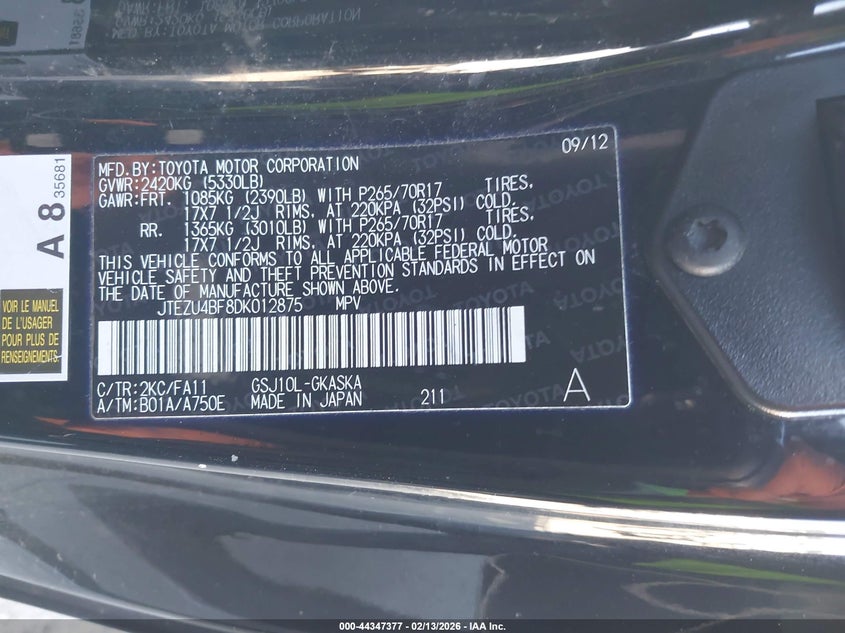 09/12
MFD.BY:TOYOTA MOTOR CORPORATION
GVWR:2420KG (5330LB)
GAWR:FRT. 1085KG (2390LB) WITH P265/70R17 TIRES,
17X7 1/2J RIMS, AT 220KPA (32PSI) COLD.
RR. 1365KG (3010LB) WITH P265/70R17 TIRES,
17X7 1/2J RIMS, AT 220KPA (32PSI) COLD.
THIS VEHICLE CONFORMS TO ALL APPLICABLE FEDERAL MOTOR
VEHICLE SAFETY AND THEFT PREVENTION STANDARDS IN EFFECT ON
THE DATE OF MANUFACTURE SHOWN ABOVE.
JTEZU4BF8DK012875 MPV
C/TR:2KC/FA11 GSJ10L-GKASKA
A/TM:B01A/A750E MADE IN JAPAN 211 A
A 8 35681
VOIR LE MANUEL
DE L'USAGER
POUR PLUS DE
RENSEIGNEMENTS.
000-44347377 - 02/13/2026 - IAA Inc.